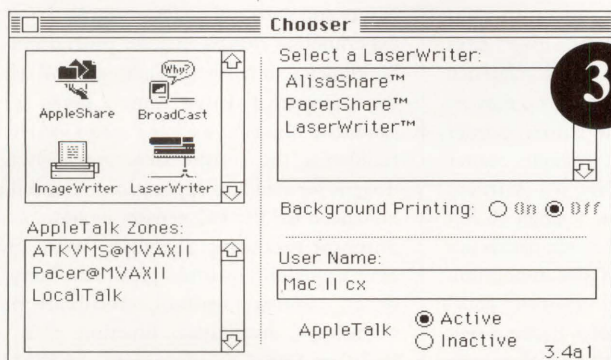 Chooser
(Why?)
AppleShare BroadCast
ImageWriter LaserWriter
AppleTalk Zones:
ATKVMS@MVAXII
Pacer@MVAXII
LocalTalk
Select a LaserWriter:
AlisaShare™
PacerShare™
LaserWriter™
3
Background Printing: On Off
User Name:
Mac II cx
AppleTalk Active
Inactive
3.4a1